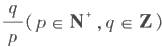 q/p ( p ∈ N⁺ , q ∈ Z )